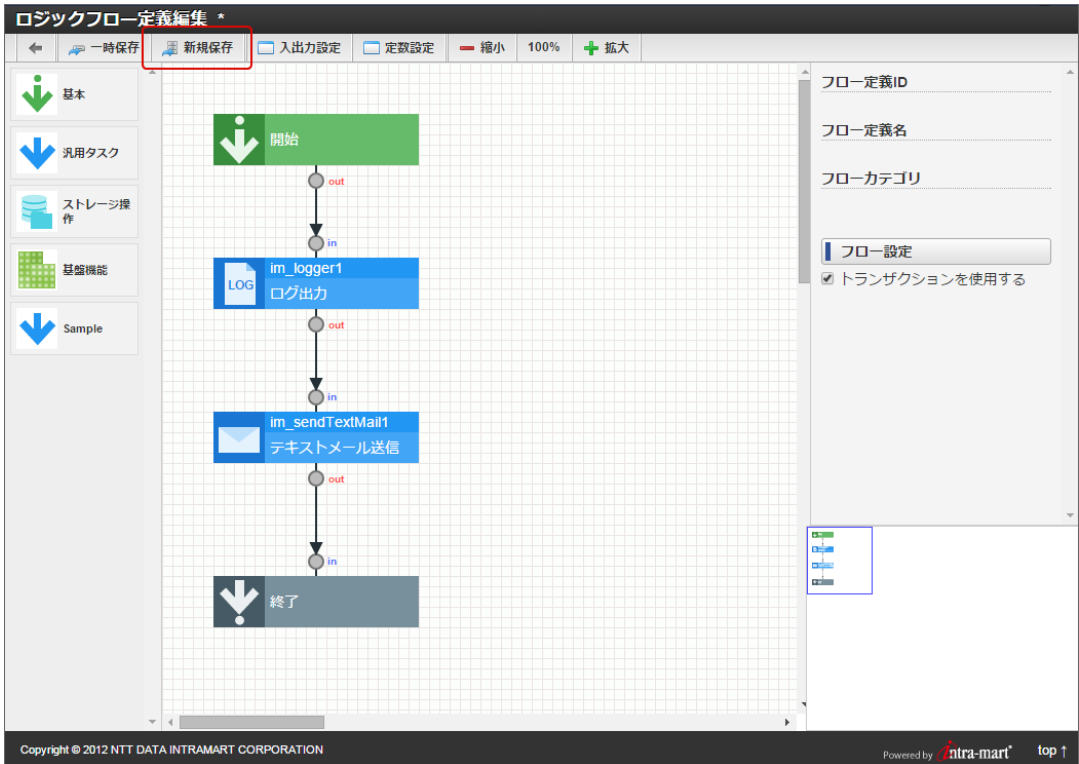 ロジックフロー定義編集 *
一時保存 新規保存 入出力設定 定数設定 縮小 100% 拡大
基本
汎用タスク
ストレージ操
作
基盤機能
Sample
開始
out
in
im_logger1
LOG
ログ出力
out
in
im_sendTextMail1
テキストメール送信
out
in
終了
フロー定義ID
フロー定義名
フローカテゴリ
フロー設定
トランザクションを使用する
Copyright © 2012 NTT DATA INTRAMART CORPORATION
Powered by intra-mart
top ↑